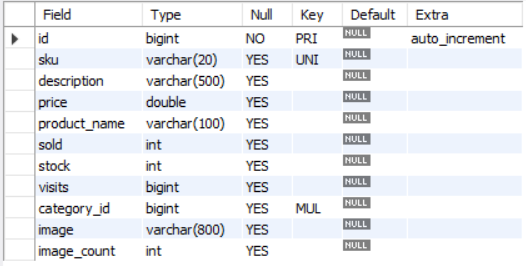 Field Type Null Key Default Extra
id bigint NO PRI NULL auto_increment
sku varchar(20) YES UNI NULL
description varchar(500) YES NULL
price double YES NULL
product_name varchar(100) YES NULL
sold int YES NULL
stock int YES NULL
visits bigint YES NULL
category_id bigint YES MUL NULL
image varchar(800) YES NULL
image_count int YES NULL